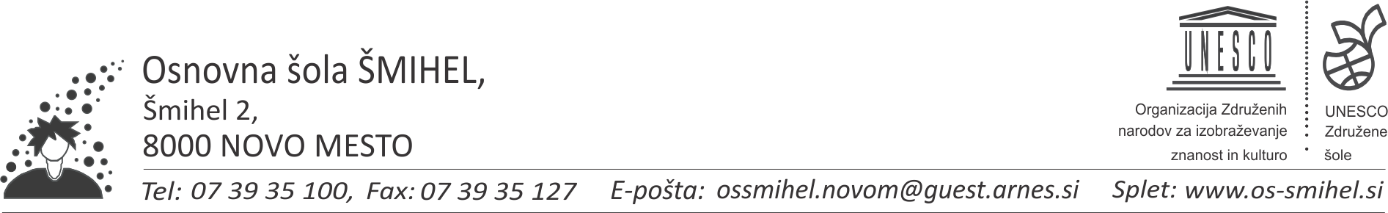 Osnovna šola ŠMIHEL,
Šmihel 2,
8000 NOVO MESTO
Tel: 07 39 35 100, Fax: 07 39 35 127 E-pošta: ossmihel.novom@guest.arnes.si Splet: www.os-smihel.si
UNESCO
Organizacija Združenih
narodov za izobraževanje
znanost in kulturo
UNESCO
Združene
šole